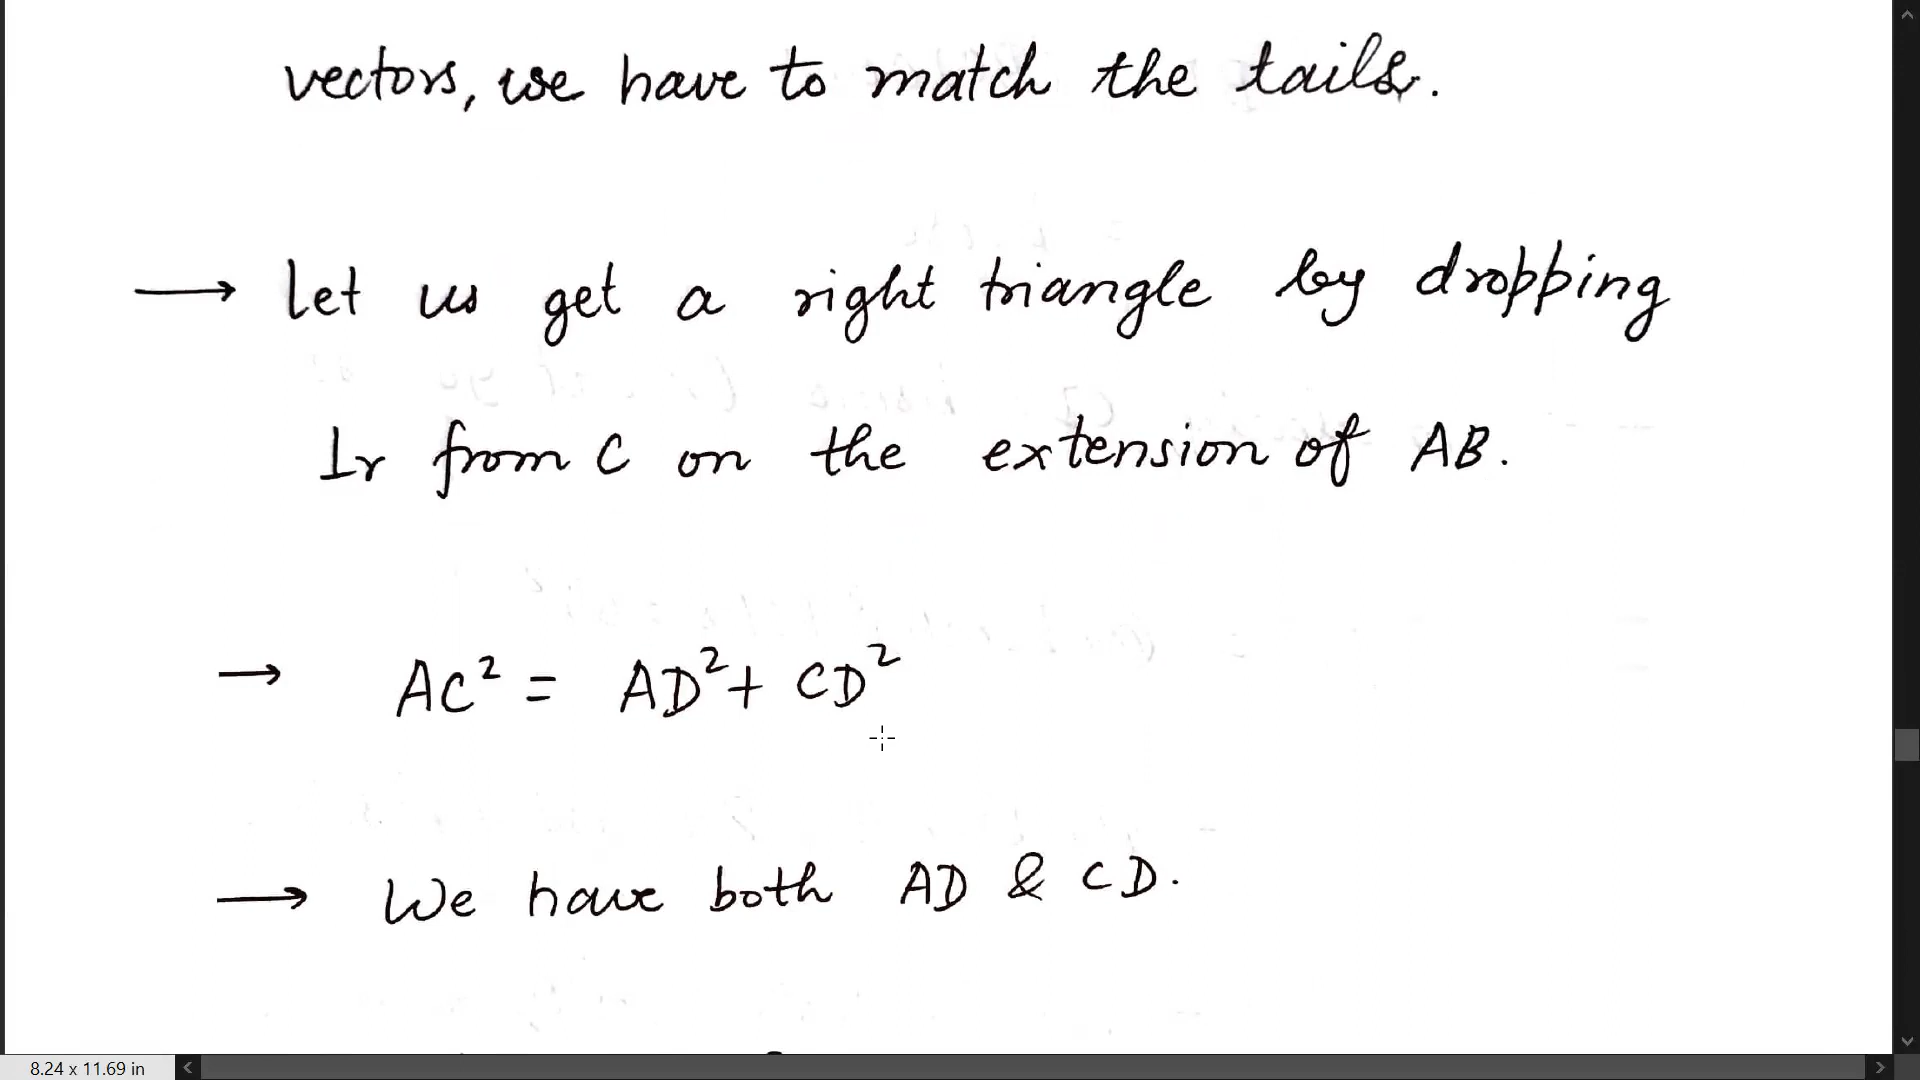 vectors, we have to match the tails.
→ Let us get a right triangle by dropping
⊥r from C on the extension of AB.
→ AC² = AD² + CD²
→ We have both AD & CD.
8.24 x 11.69 in